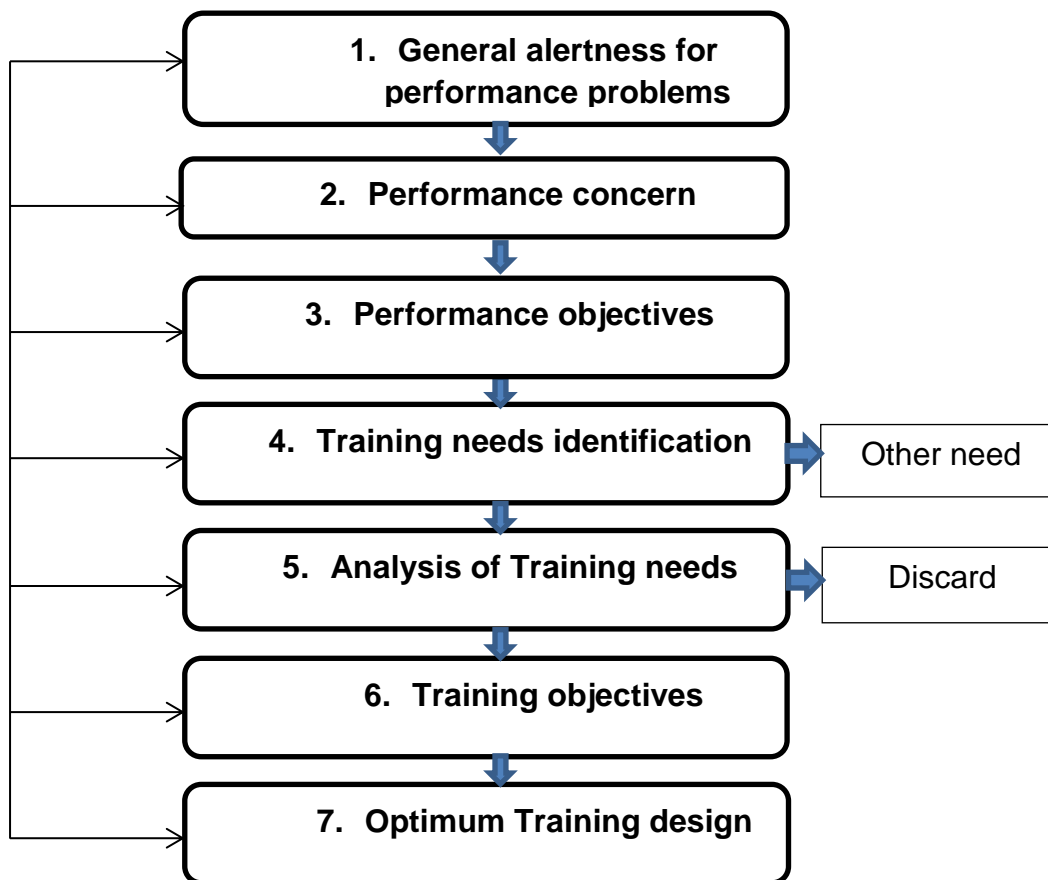 1. General alertness for
performance problems
2. Performance concern
3. Performance objectives
4. Training needs identification
Other need
5. Analysis of Training needs
Discard
6. Training objectives
7. Optimum Training design